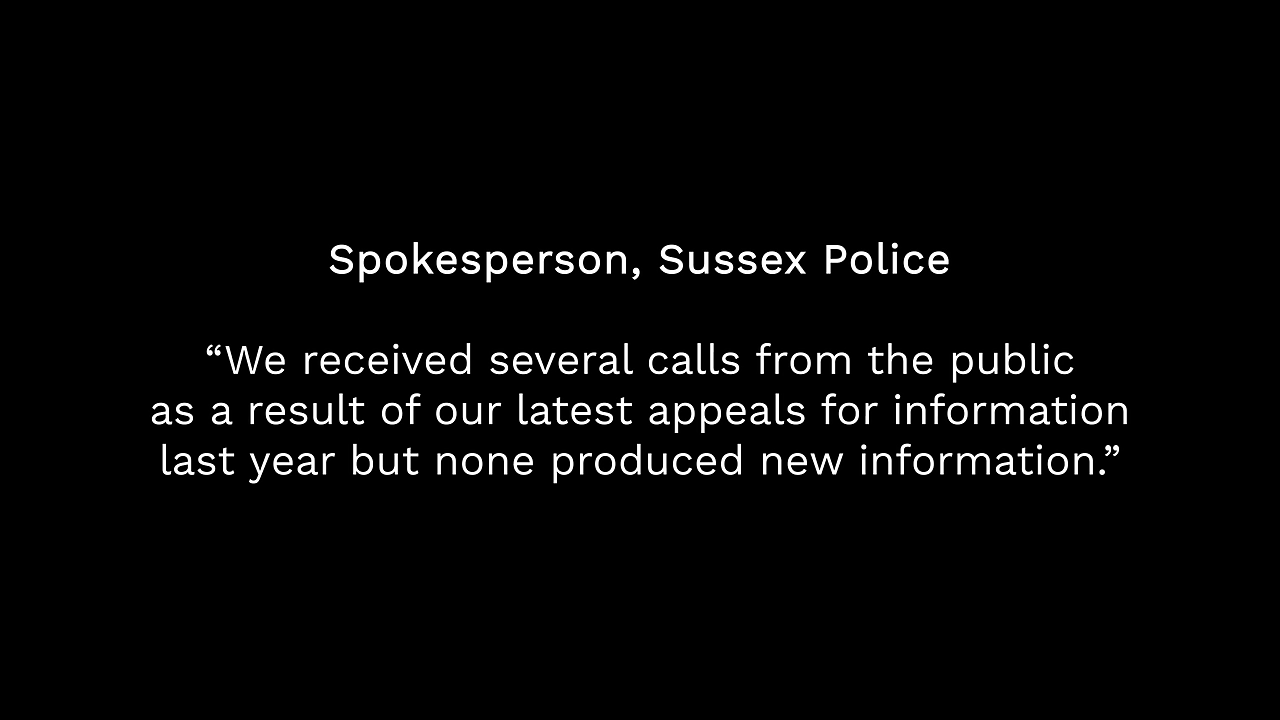 Spokesperson, Sussex Police
“We received several calls from the public
as a result of our latest appeals for information
last year but none produced new information.”